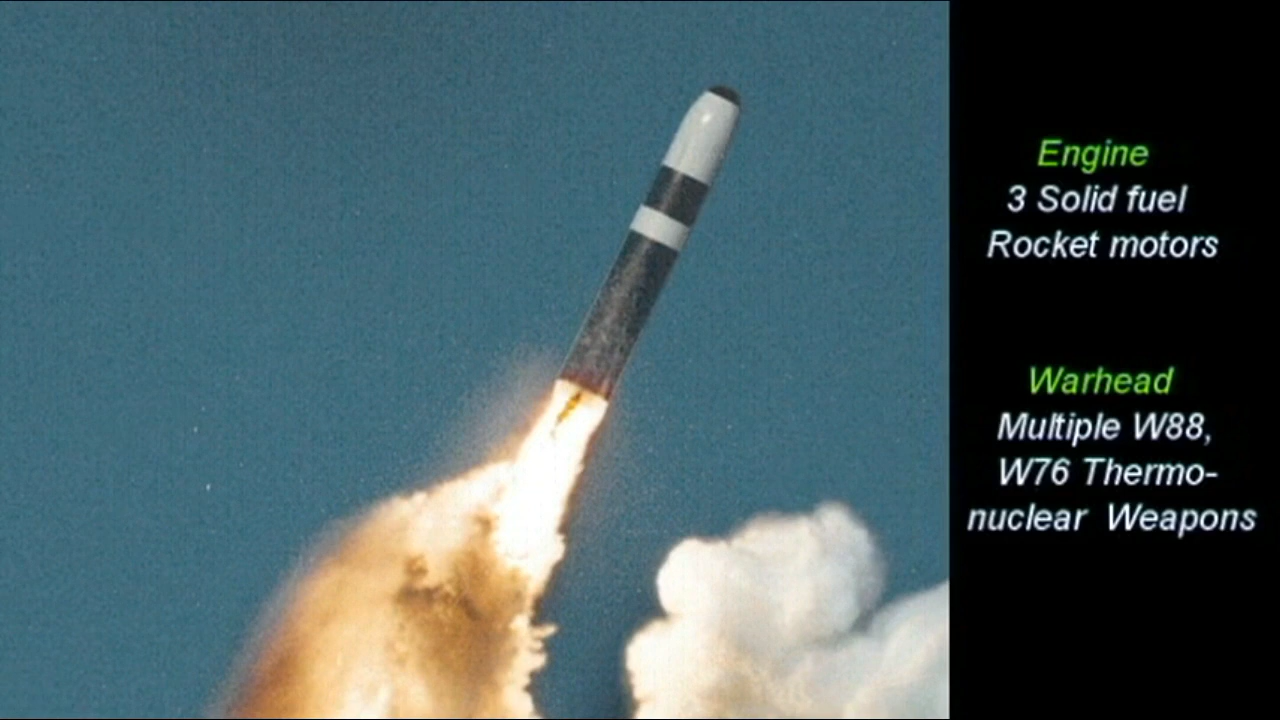 Engine
3 Solid fuel
Rocket motors
Warhead
Multiple W88,
W76 Thermo-
nuclear Weapons